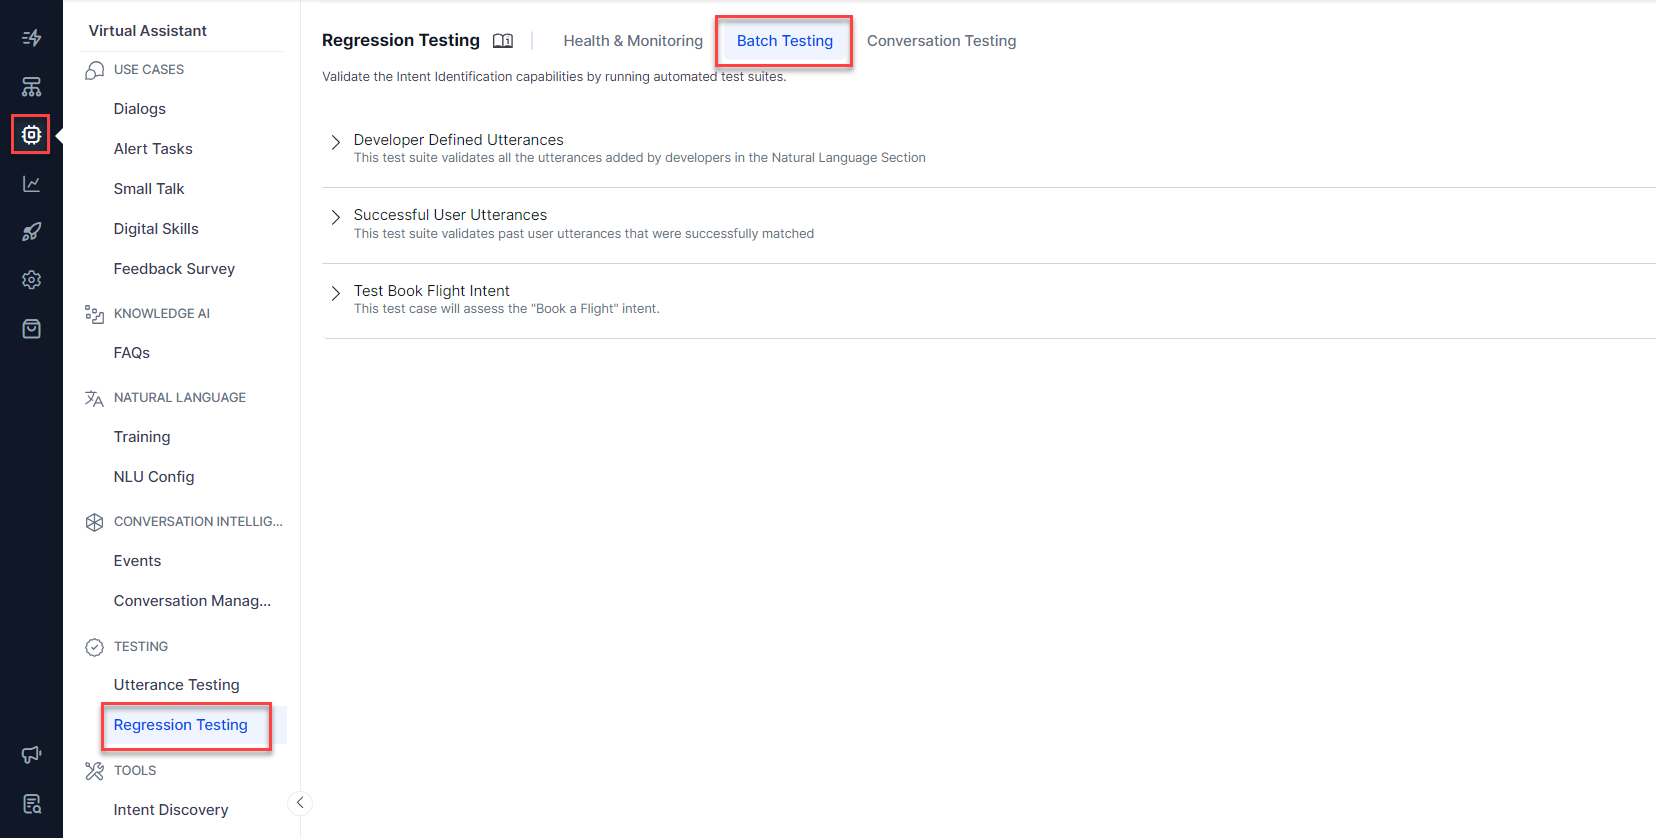 Virtual Assistant
USE CASES
Dialogs
Alert Tasks
Small Talk
Digital Skills
Feedback Survey
KNOWLEDGE AI
FAQs
NATURAL LANGUAGE
Training
NLU Config
CONVERSATION INTELLIG...
Events
Conversation Manag...
TESTING
Utterance Testing
Regression Testing
TOOLS
Intent Discovery
Regression Testing Health & Monitoring Batch Testing Conversation Testing
Validate the Intent Identification capabilities by running automated test suites.
Developer Defined Utterances
This test suite validates all the utterances added by developers in the Natural Language Section
Successful User Utterances
This test suite validates past user utterances that were successfully matched
Test Book Flight Intent
This test case will assess the "Book a Flight" intent.